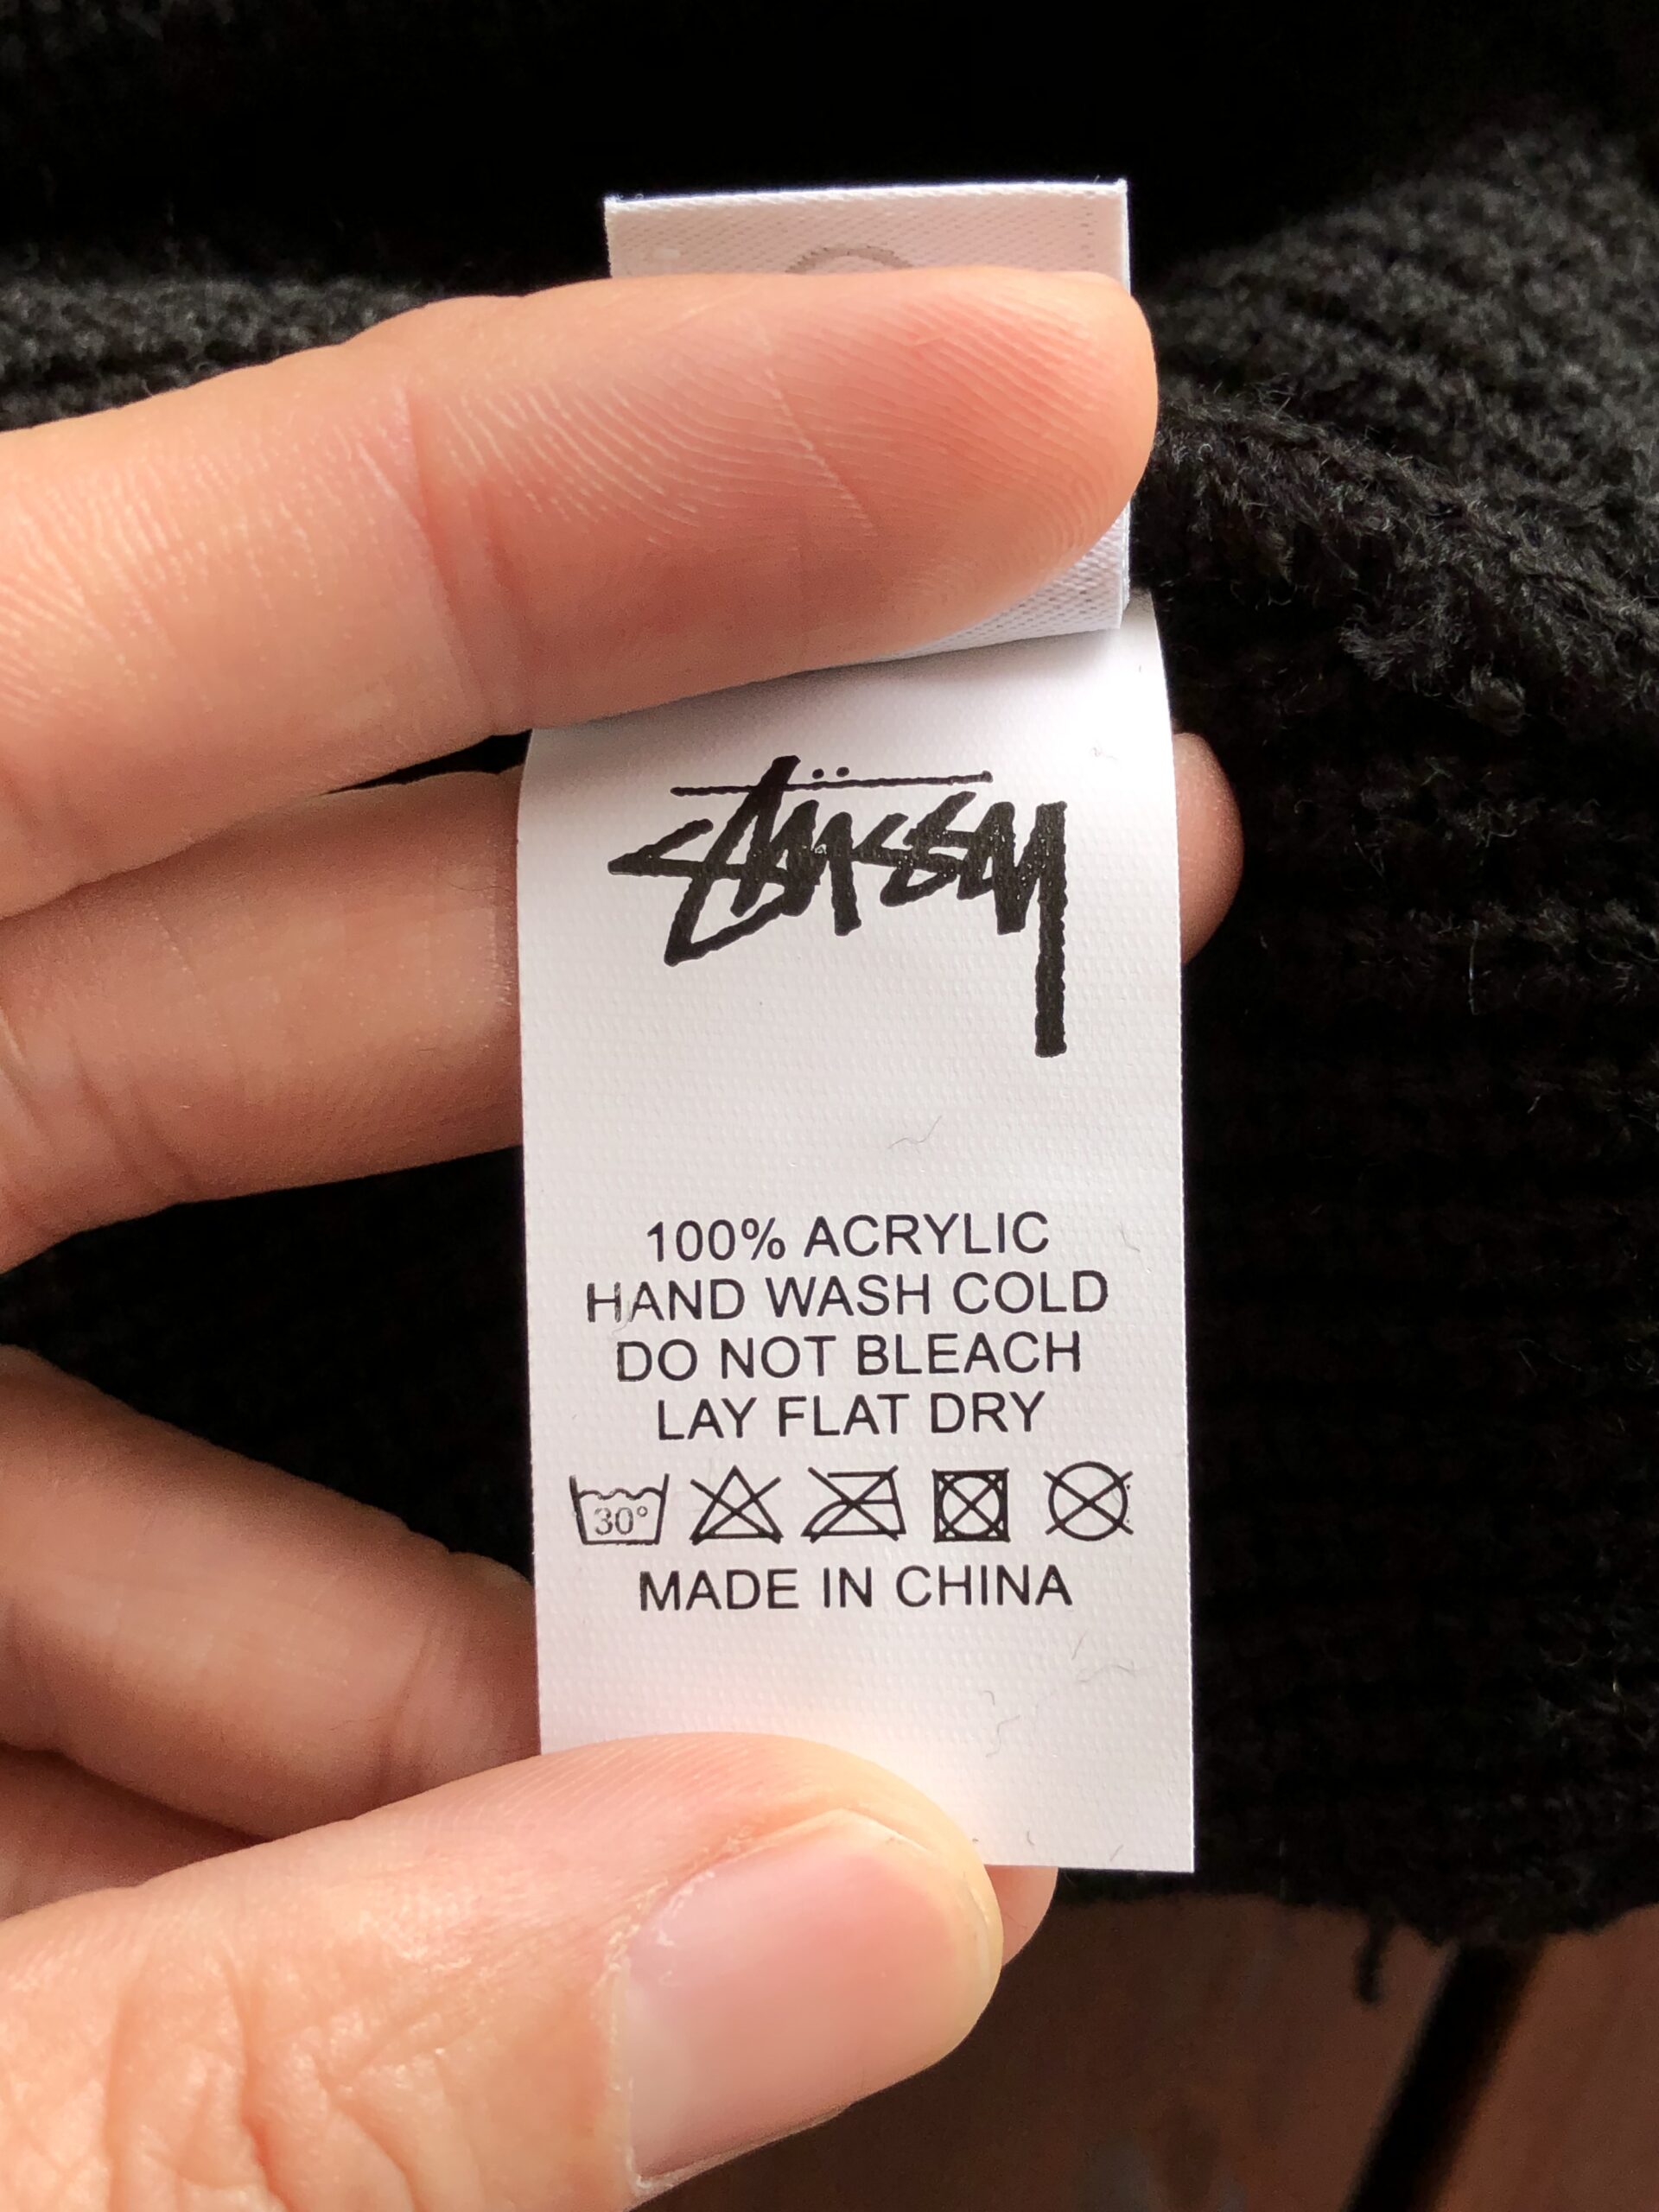 Stüssy
100% ACRYLIC
HAND WASH COLD
DO NOT BLEACH
LAY FLAT DRY
30°
MADE IN CHINA